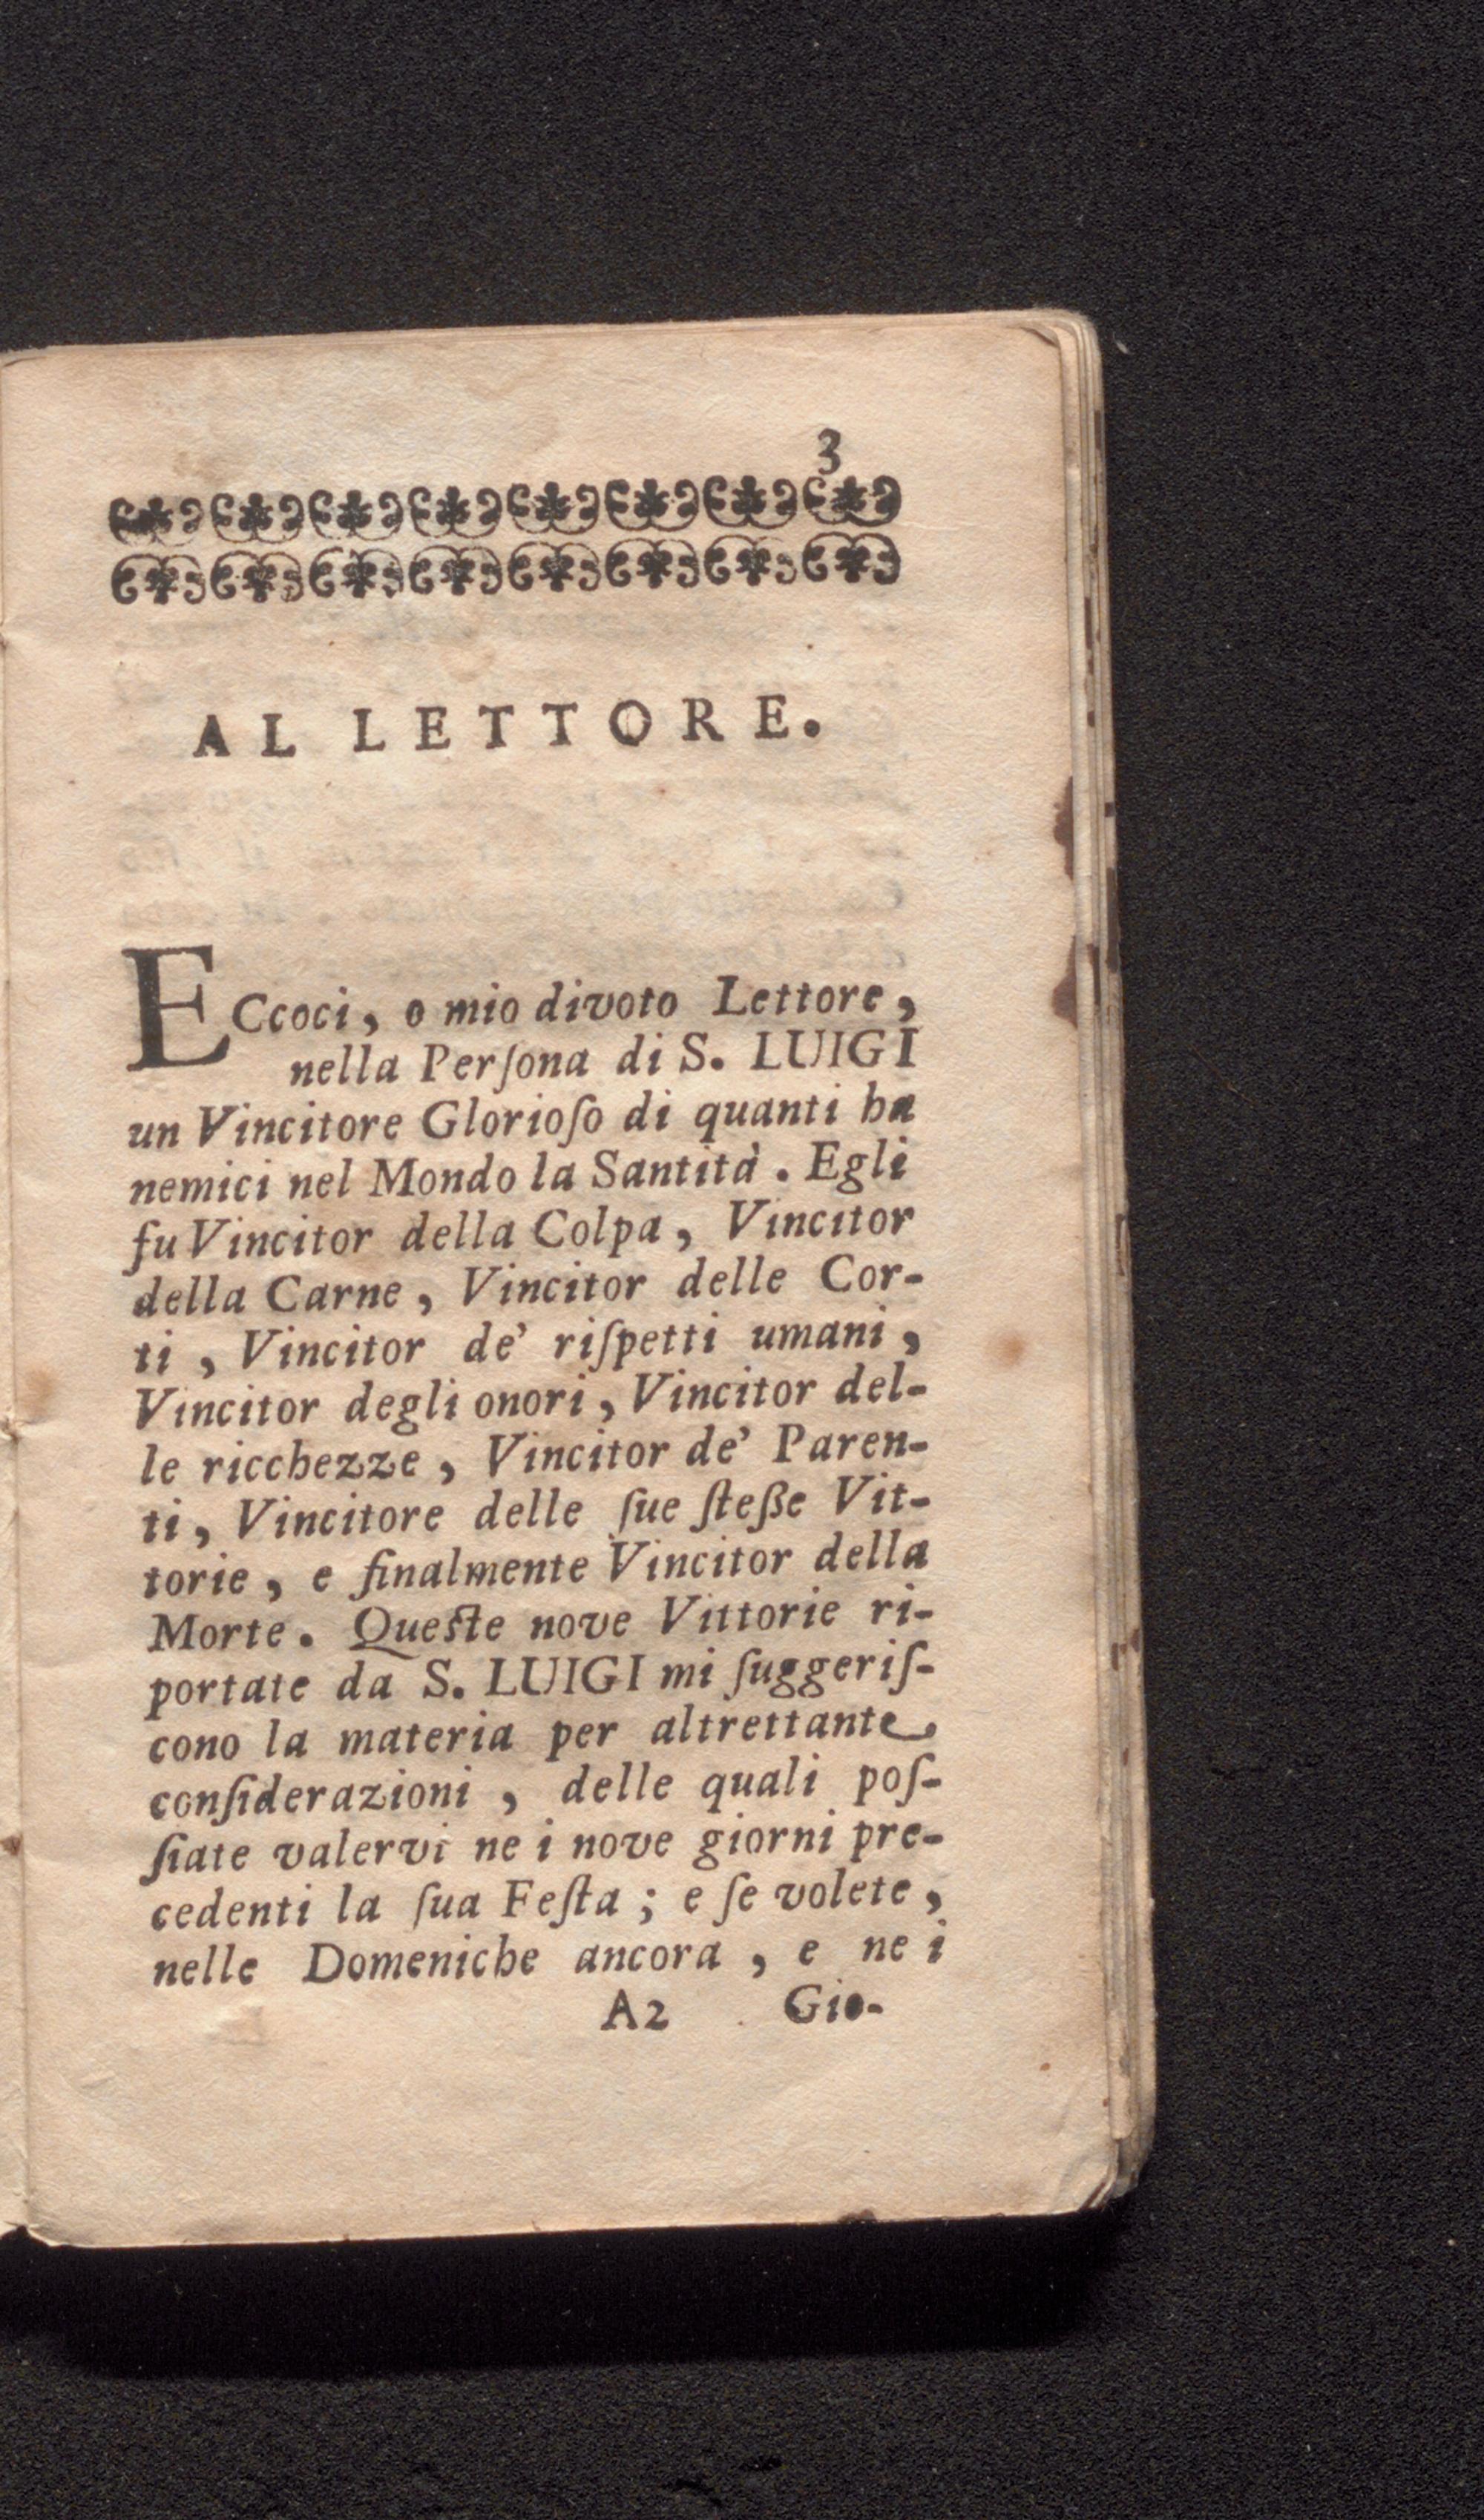 3
AL LETTORE.
ECcoci, o mio divoto Lettore,
nella Perſona di S. LUIGI
un Vincitore Glorioſo di quanti ha
nemici nel Mondo la Santità. Egli
fu Vincitor della Colpa, Vincitor
della Carne, Vincitor delle Cor-
ti, Vincitor de' riſpetti umani,
Vincitor degli onori, Vincitor del-
le ricchezze, Vincitor de' Paren-
ti, Vincitore delle ſue ſteße Vit-
torie, e finalmente Vincitor della
Morte. Queſte nove Vittorie ri-
portate da S. LUIGI mi ſuggeriſ-
cono la materia per altrettante
conſiderazioni, delle quali poſ-
ſiate valervi ne i nove giorni pre-
cedenti la ſua Feſta; e ſe volete,
nelle Domeniche ancora, e ne i
A2 Gio-